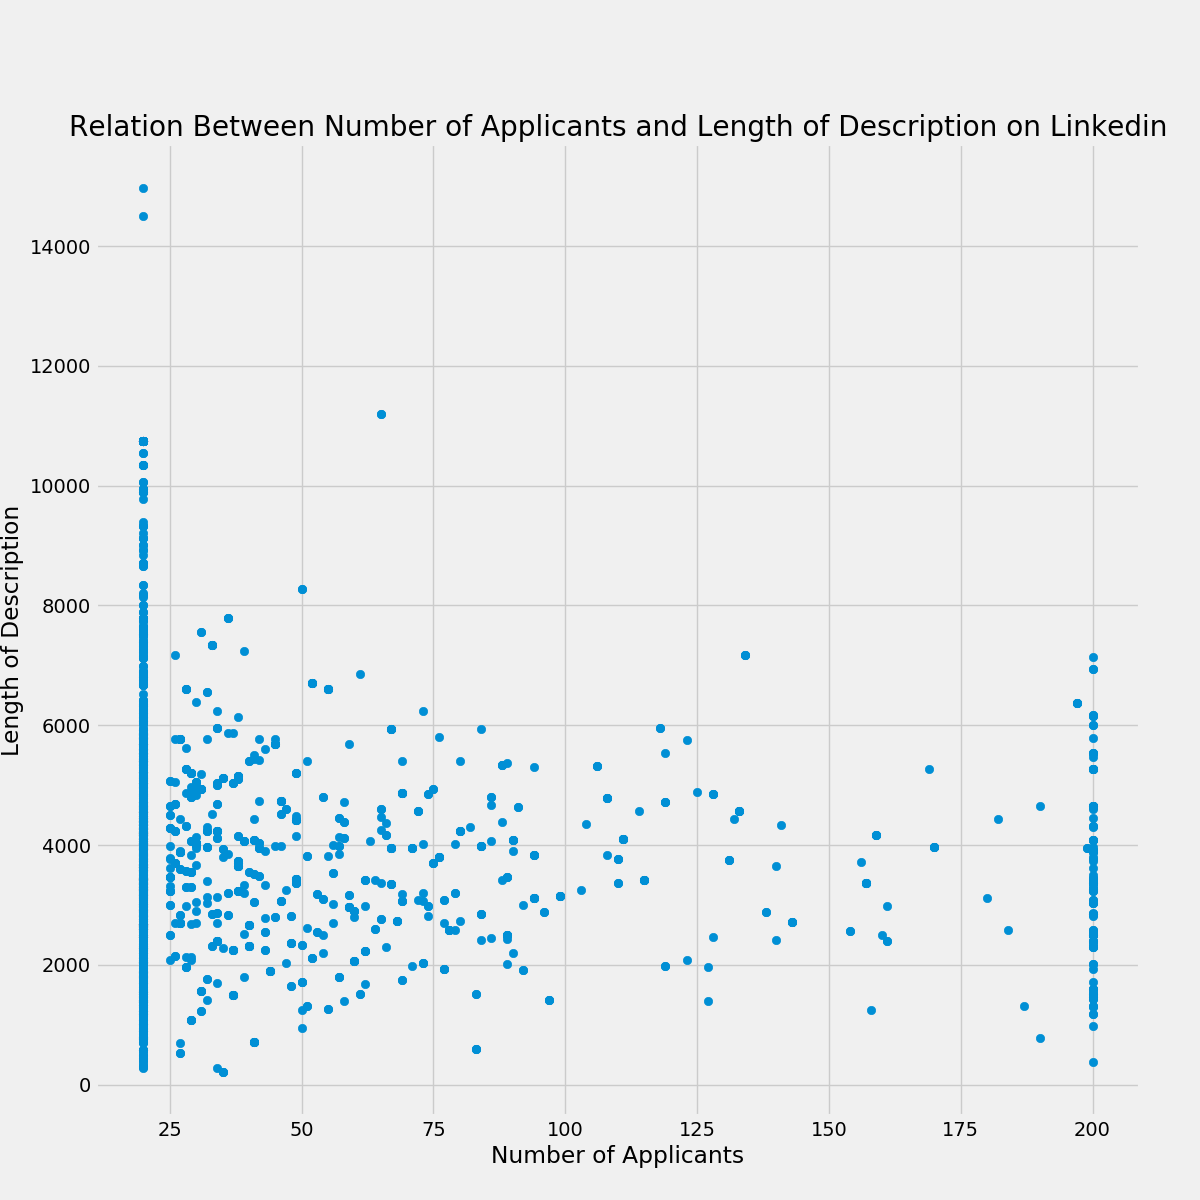 Relation Between Number of Applicants and Length of Description on Linkedin
Length of Description
14000
12000
10000
8000
6000
4000
2000
0
25 50 75 100 125 150 175 200
Number of Applicants